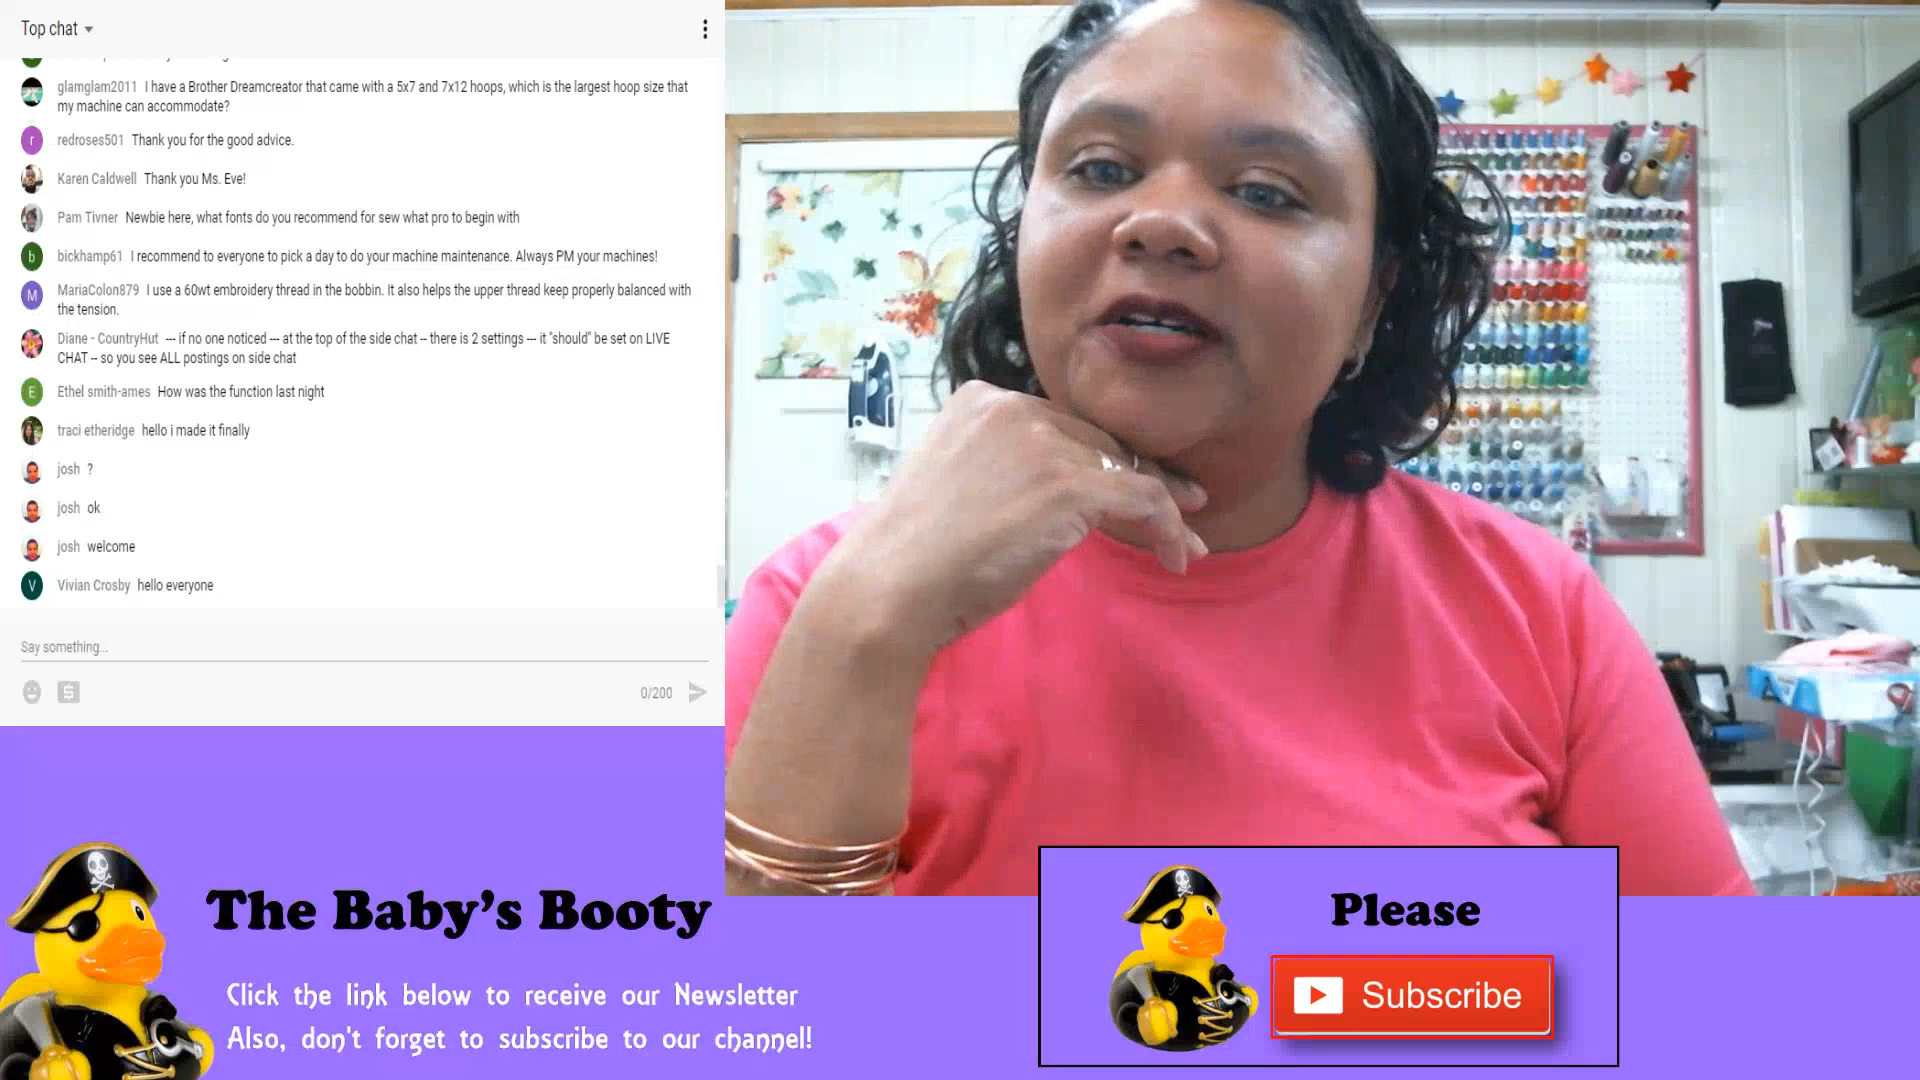 Top chat
glamglam2011 I have a Brother Dreamcreator that came with a 5x7 and 7x12 hoops, which is the largest hoop size that
my machine can accommodate?
redroses501 Thank you for the good advice.
Karen Caldwell Thank you Ms. Eve!
Pam Tivner Newbie here, what fonts do you recommend for sew what pro to begin with
bickhamp61 I recommend to everyone to pick a day to do your machine maintenance. Always PM your machines!
MariaColon879 I use a 60wt embroidery thread in the bobbin. It also helps the upper thread keep properly balanced with
the tension.
Diane - CountryHut --- if no one noticed --- at the top of the side chat -- there is 2 settings --- it "should" be set on LIVE
CHAT -- so you see ALL postings on side chat
Ethel smith-ames How was the function last night
traci etheridge hello i made it finally
josh ?
josh ok
josh welcome
Vivian Crosby hello everyone
Say something...
0/200
The Baby's Booty
Click the link below to receive our Newsletter
Also, don't forget to subscribe to our channel!
Please
Subscribe